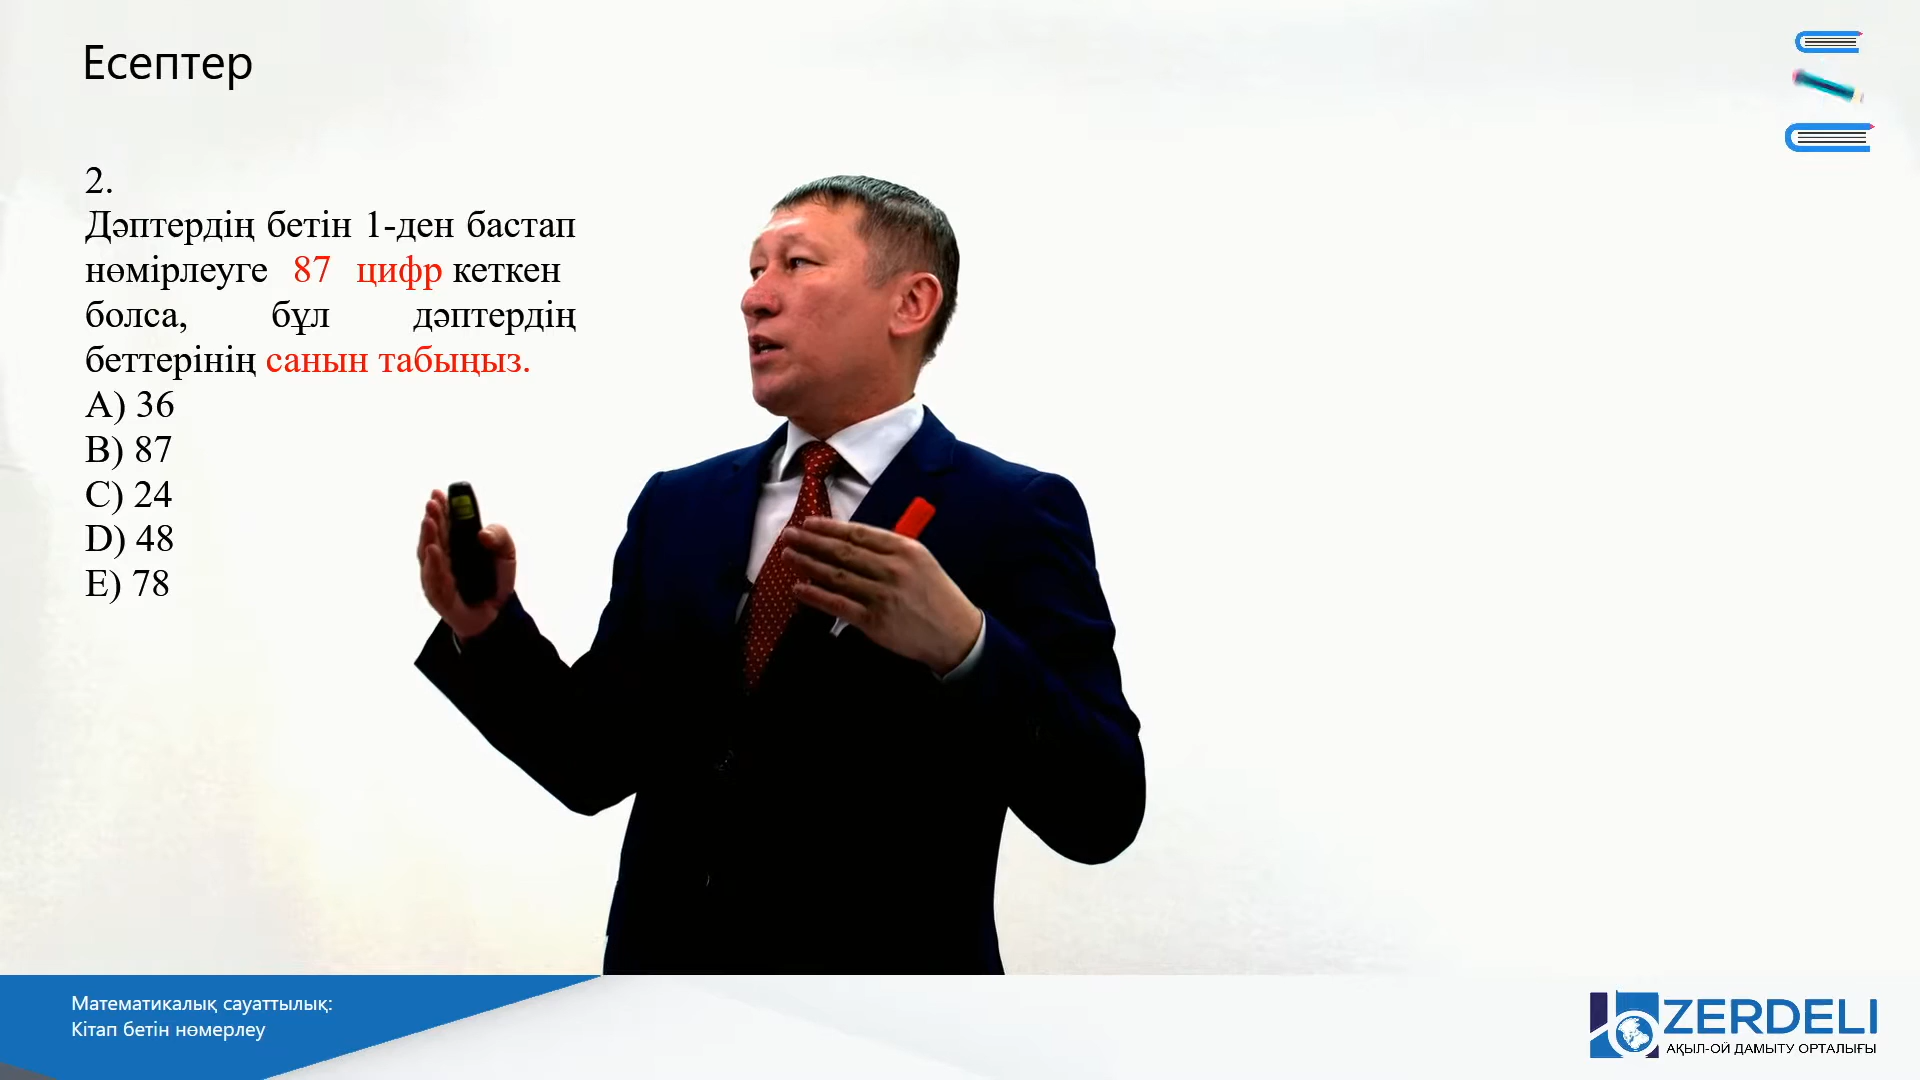 Есептер
2.
Дәптердің бетін 1-ден бастап
нөмірлеуге 87 цифр кеткен
болса, бұл дәптердің
беттерінің санын табыңыз.
A) 36
B) 87
C) 24
D) 48
E) 78
Математикалық сауаттылық:
Кітап бетін нөмерлеу
ZERDELI
АҚЫЛ-ОЙ ДАМЫТУ ОРТАЛЫҒЫ